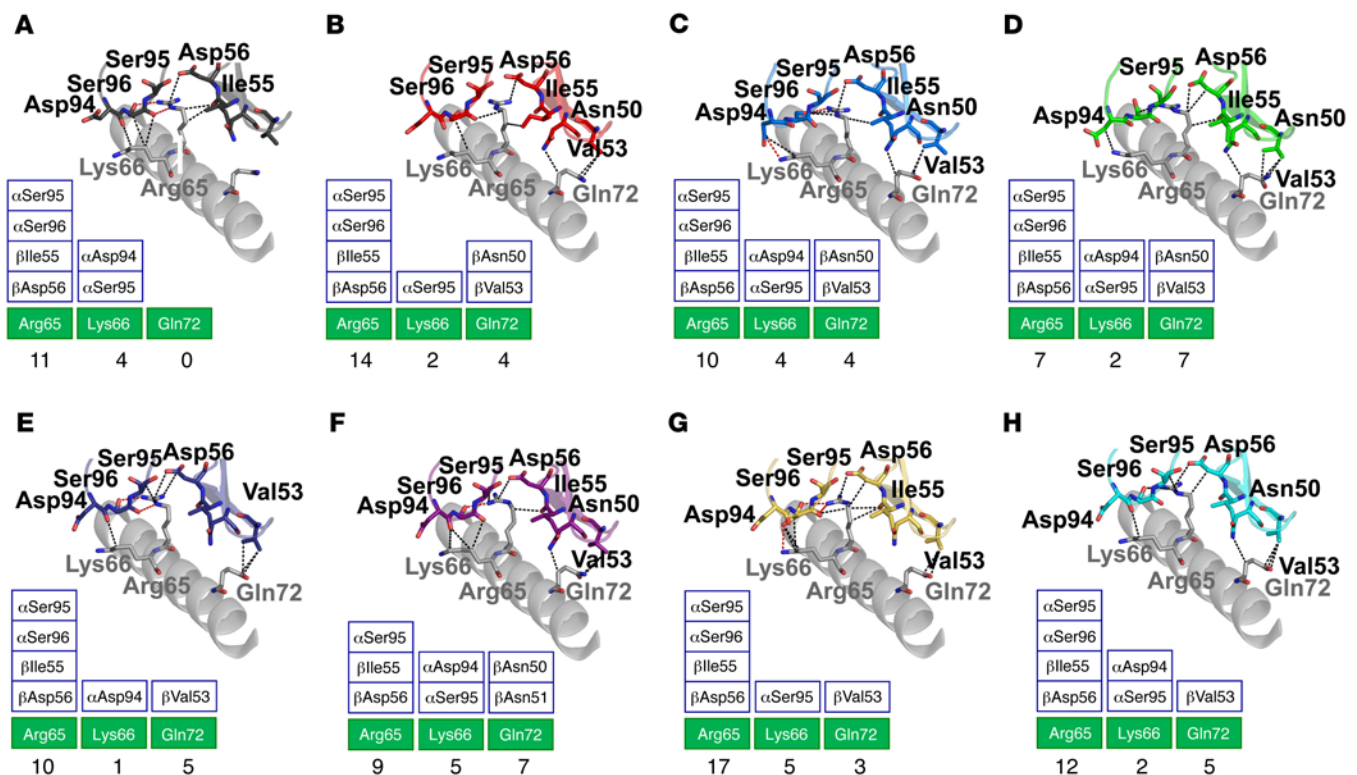 A
Ser95
Asp56
Ser96
Ile55
Asp94
Lys66
Arg65
αSer95
αSer96
βIle55 αAsp94
βAsp56 αSer95
Arg65 Lys66 Gln72
11 4 0
B
Ser95
Asp56
Ser96
Ile55
Asn50
Val53
Gln72
αSer95
αSer96
βIle55 βAsn50
βAsp56 αSer95 βVal53
Arg65 Lys66 Gln72
14 2 4
C
Ser95
Asp56
Ser96
Ile55
Asp94
Asn50
Val53
Lys66
Arg65
Gln72
αSer95
αSer96
βIle55 αAsp94 βAsn50
βAsp56 αSer95 βVal53
Arg65 Lys66 Gln72
10 4 4
D
Asp56
Ser95
Ile55
Asp94
Asn50
Lys66
Val53
Arg65
Gln72
αSer95
αSer96
βIle55 αAsp94 βAsn50
βAsp56 αSer95 βVal53
Arg65 Lys66 Gln72
7 2 7
E
Ser95
Asp56
Ser96
Val53
Asp94
Lys66
Arg65
Gln72
αSer95
αSer96
βIle55
βAsp56 αAsp94 βVal53
Arg65 Lys66 Gln72
10 1 5
F
Ser95
Asp56
Ser96
Ile55
Asp94
Asn50
Val53
Lys66
Arg65
Gln72
αSer95
βIle55 αAsp94 βAsn50
βAsp56 αSer95 βAsn51
Arg65 Lys66 Gln72
9 5 7
G
Asp56
Ser95
Ser96
Ile55
Asp94
Val53
Lys66
Arg65
Gln72
αSer95
αSer96
βIle55
βAsp56 αSer95 βVal53
Arg65 Lys66 Gln72
17 5 3
H
Asp56
Ser95
Ser96
Asn50
Asp94
Lys66
Val53
Arg65
Gln72
αSer95
αSer96
βIle55 αAsp94
βAsp56 αSer95 βVal53
Arg65 Lys66 Gln72
12 2 5